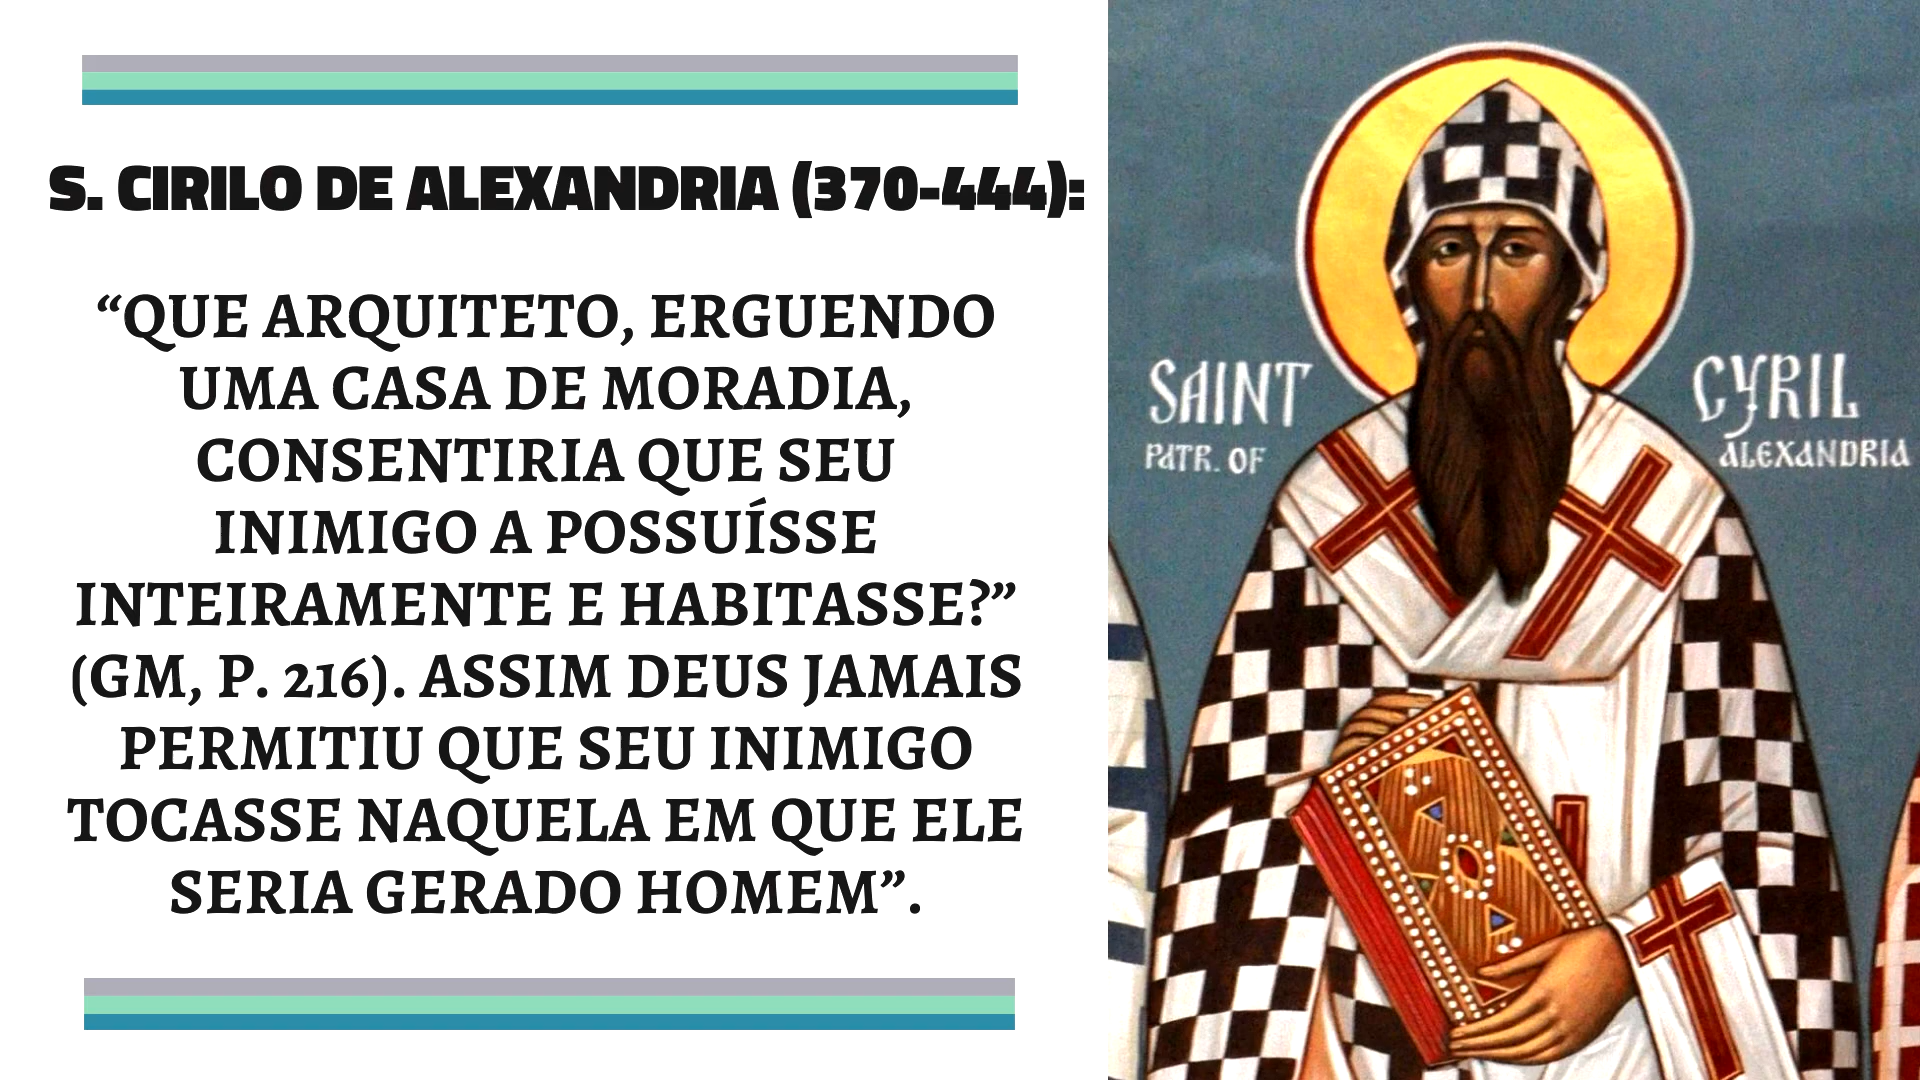 S. CIRILO DE ALEXANDRIA (370-444):
“QUE ARQUITETO, ERGUENDO
UMA CASA DE MORADIA,
CONSENTIRIA QUE SEU
INIMIGO A POSSUÍSSE
INTEIRAMENTE E HABITASSE?”
(GM, P. 216). ASSIM DEUS JAMAIS
PERMITIU QUE SEU INIMIGO
TOCASSE NAQUELA EM QUE ELE
SERIA GERADO HOMEM”.
SAINT CYRIL
PATR. OF ALEXANDRIA